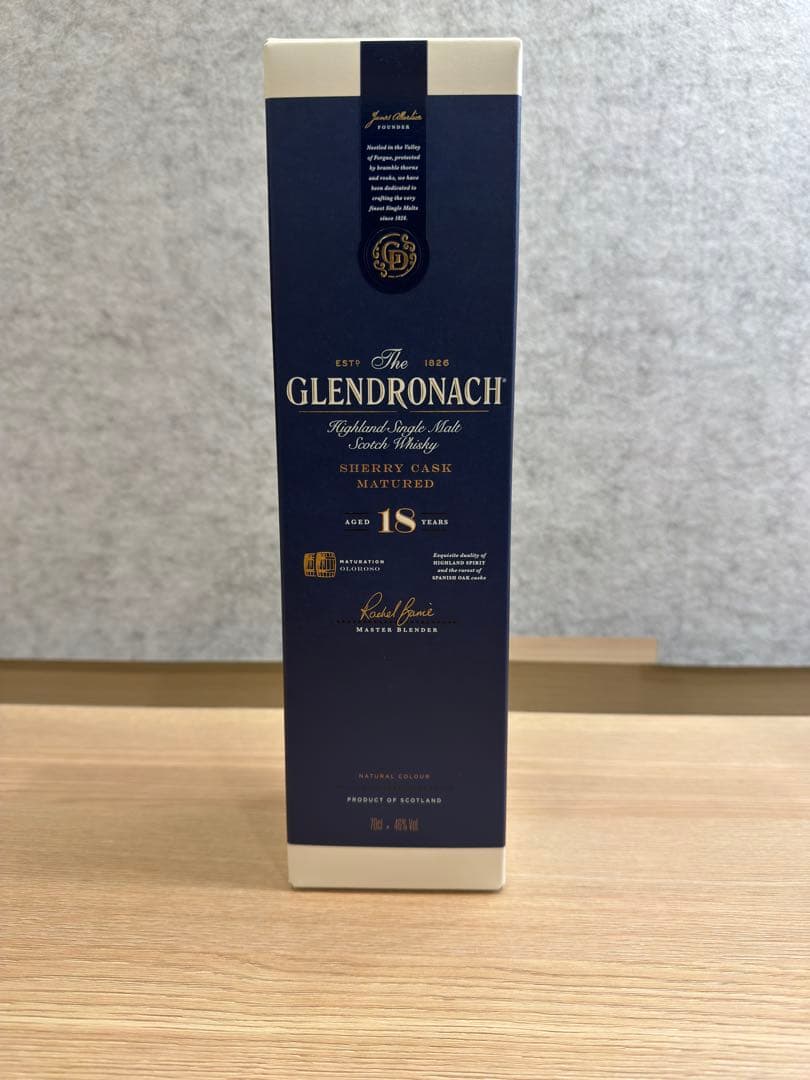 James Allardice
FOUNDER
Nestled in the Valley
of Forgue, protected
by bramble thorns
and rooks, we have
been dedicated to
crafting the very
finest Single Malts
since 1826.
GD
ESTD The 1826
GLENDRONACH®
Highland Single Malt
Scotch Whisky
SHERRY CASK
MATURED
AGED 18 YEARS
MATURATION
OLOROSO
Exquisite duality of
HIGHLAND SPIRIT
and the rarest of
SPANISH OAK casks
Rachel Barrie
MASTER BLENDER
NATURAL COLOUR
PRODUCT OF SCOTLAND
70cl • 46% Vol